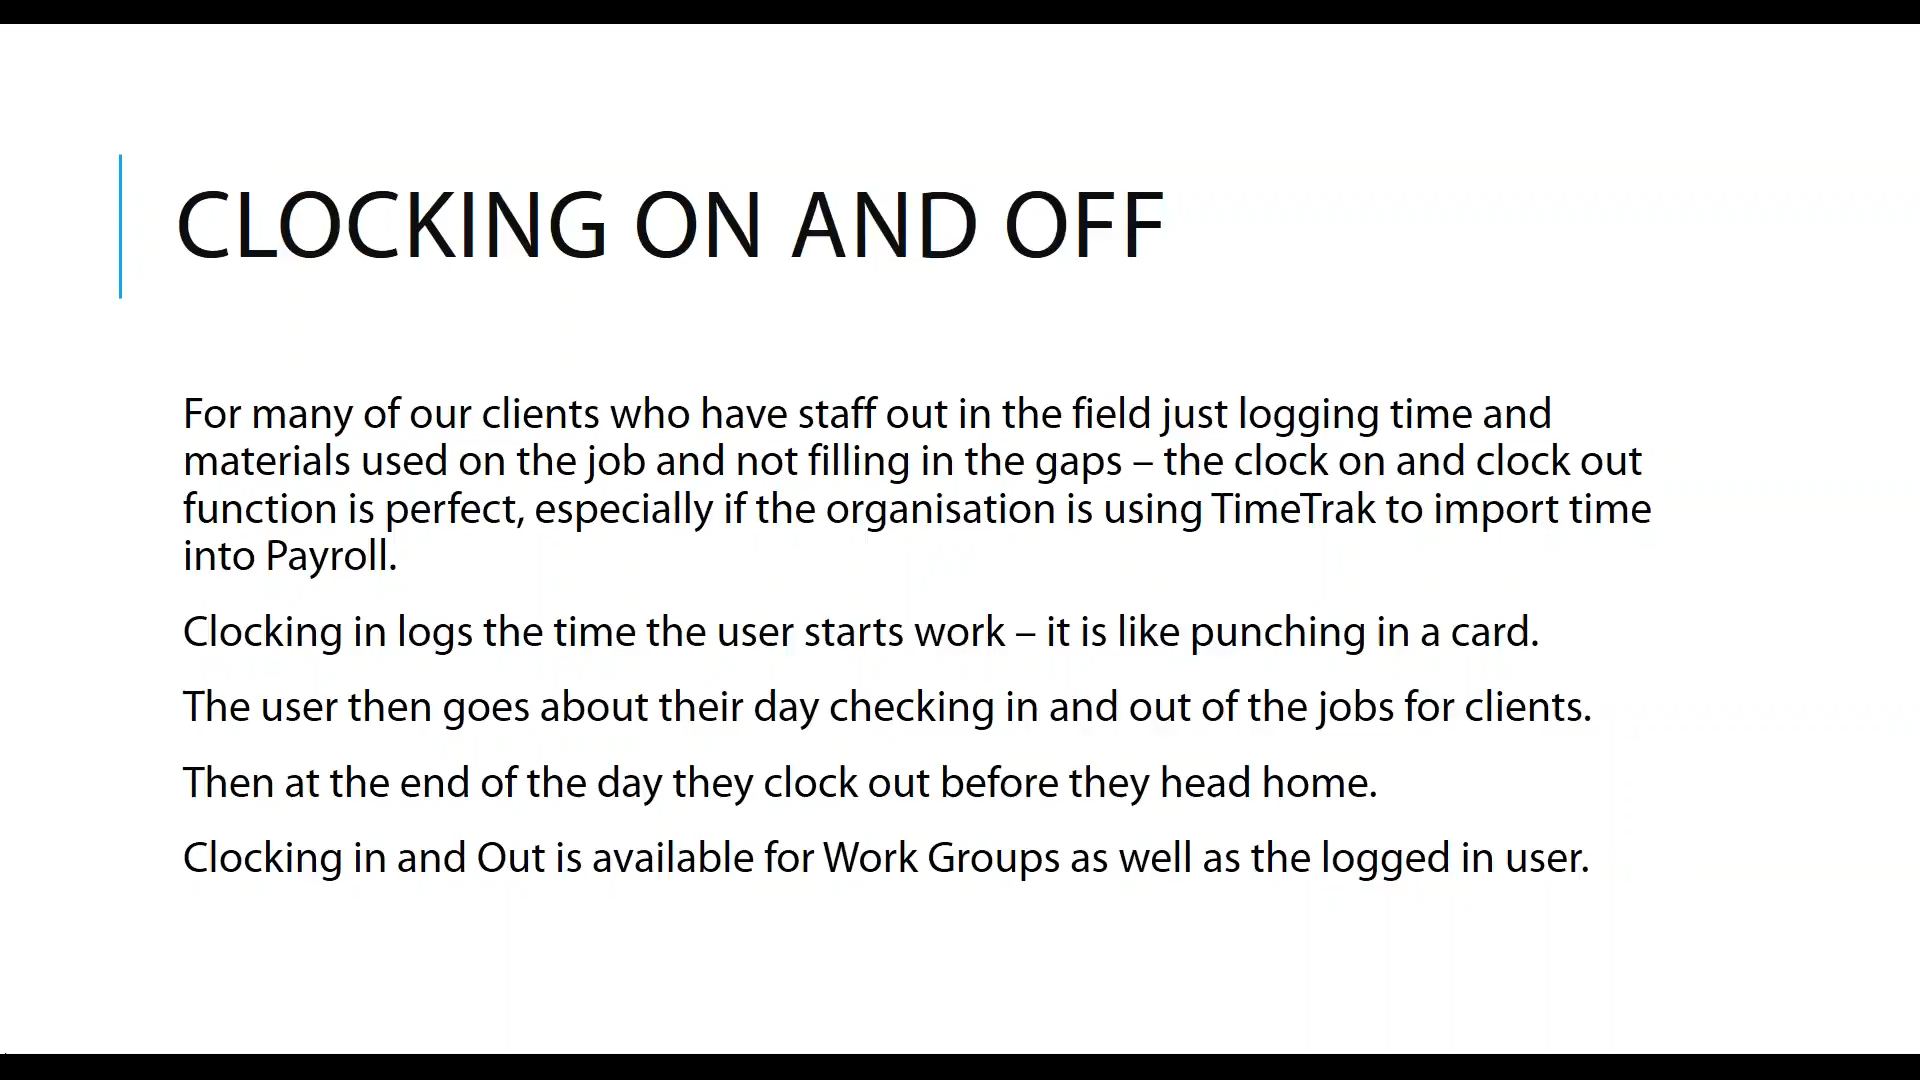 CLOCKING ON AND OFF
For many of our clients who have staff out in the field just logging time and
materials used on the job and not filling in the gaps – the clock on and clock out
function is perfect, especially if the organisation is using TimeTrak to import time
into Payroll.
Clocking in logs the time the user starts work – it is like punching in a card.
The user then goes about their day checking in and out of the jobs for clients.
Then at the end of the day they clock out before they head home.
Clocking in and Out is available for Work Groups as well as the logged in user.